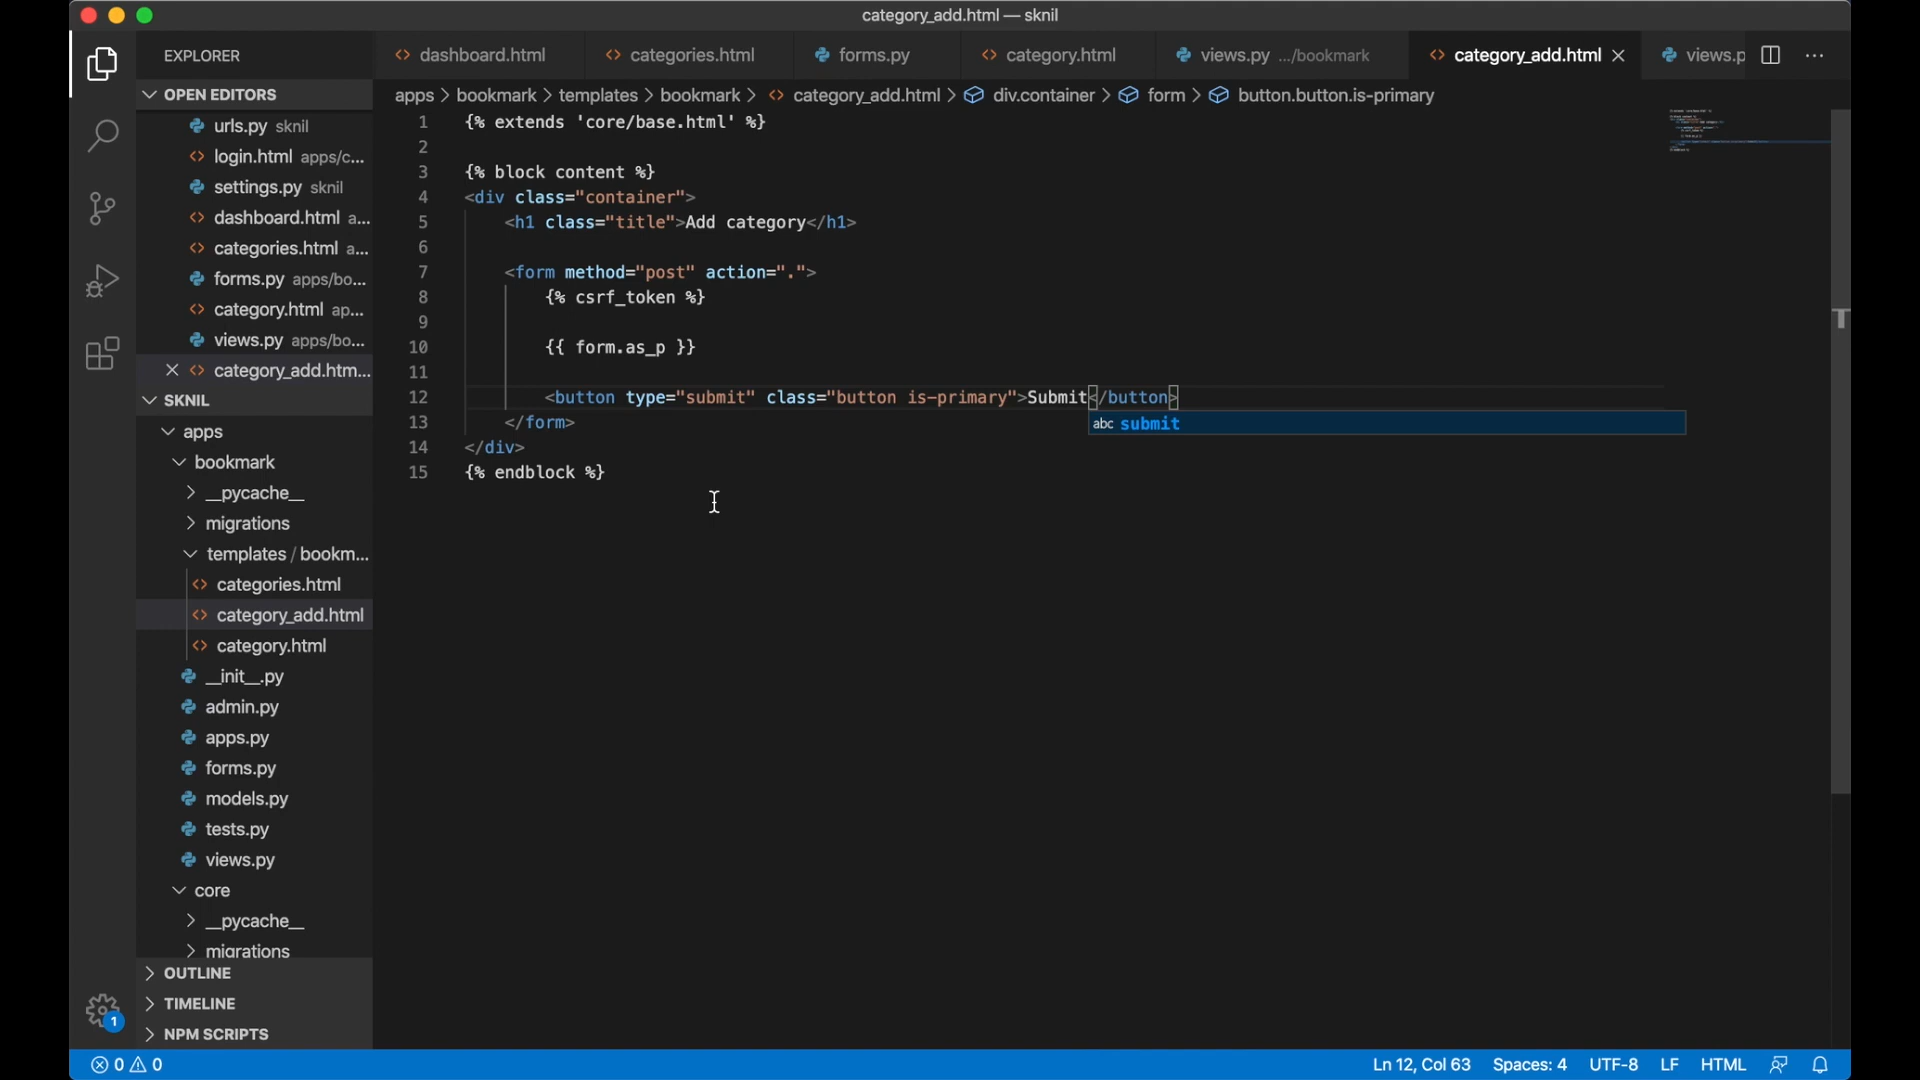 category_add.html — sknil
EXPLORER
dashboard.html
categories.html
forms.py
category.html
views.py .../bookmark
category_add.html
views.p
OPEN EDITORS
urls.py sknil
login.html apps/c...
settings.py sknil
dashboard.html a...
categories.html a...
forms.py apps/bo...
category.html ap...
views.py apps/bo...
category_add.htm...
SKNIL
apps
bookmark
__pycache__
migrations
templates / bookm...
categories.html
category_add.html
category.html
__init__.py
admin.py
apps.py
forms.py
models.py
tests.py
views.py
core
__pycache__
migrations
OUTLINE
TIMELINE
NPM SCRIPTS
apps > bookmark > templates > bookmark > category_add.html > div.container > form > button.button.is-primary
1 {% extends 'core/base.html' %}
2
3 {% block content %}
4 <div class="container">
5 <h1 class="title">Add category</h1>
6
7 <form method="post" action=".">
8 {% csrf_token %}
9
10 {{ form.as_p }}
11
12 <button type="submit" class="button is-primary">Submit</button>
abc submit
13 </form>
14 </div>
15 {% endblock %}
1
0 0
Ln 12, Col 63
Spaces: 4
UTF-8
LF
HTML